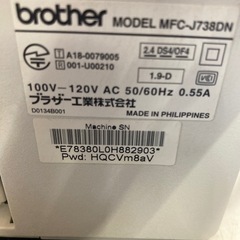 brother MODEL MFC-J738DN
T A18-0079005
R 001-U00210
2,4 DS4/OF4
1.9-D
VCI
100V-120V AC 50/60Hz 0.55A
ブラザー工業株式会社
D0134B001
MADE IN PHILIPPINES
Machine SN
"E78380L0H882903"
Pwd: HQCVm8aV